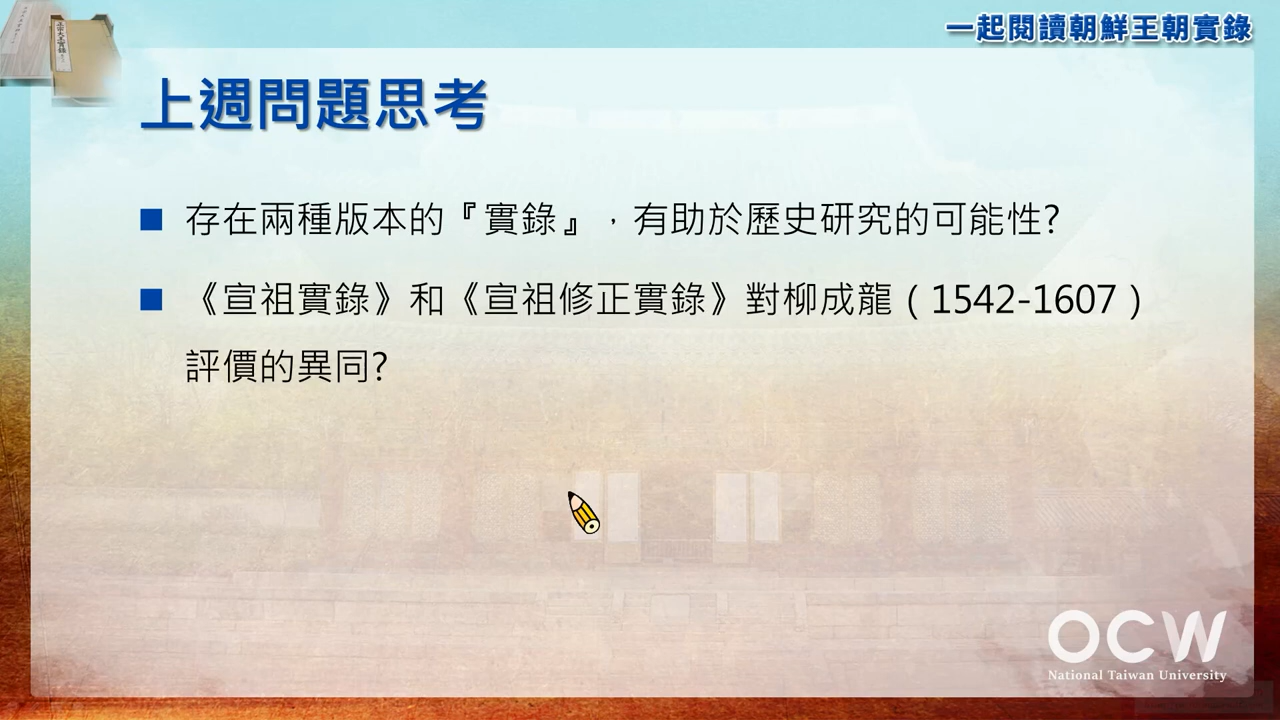 一起閱讀朝鮮王朝實錄
上週問題思考
存在兩種版本的『實錄』，有助於歷史研究的可能性?
《宣祖實錄》和《宣祖修正實錄》對柳成龍（1542-1607）
評價的異同?
OCW
National Taiwan University